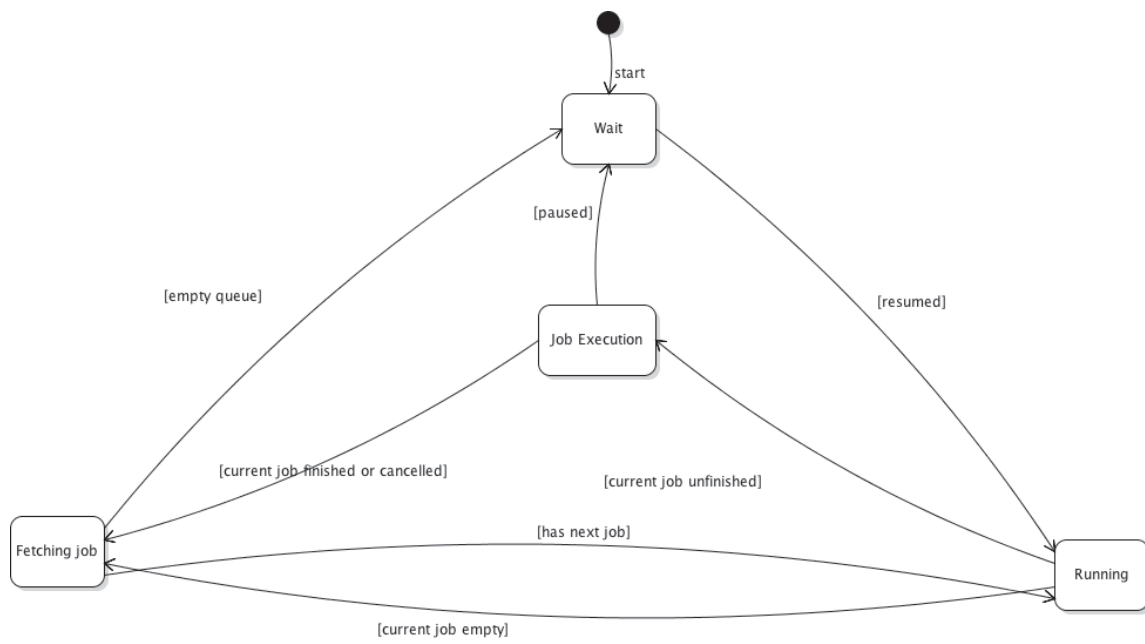 start
Wait
[paused]
[empty queue]
[resumed]
Job Execution
[current job finished or cancelled]
[current job unfinished]
[has next job]
Fetching job
Running
[current job empty]